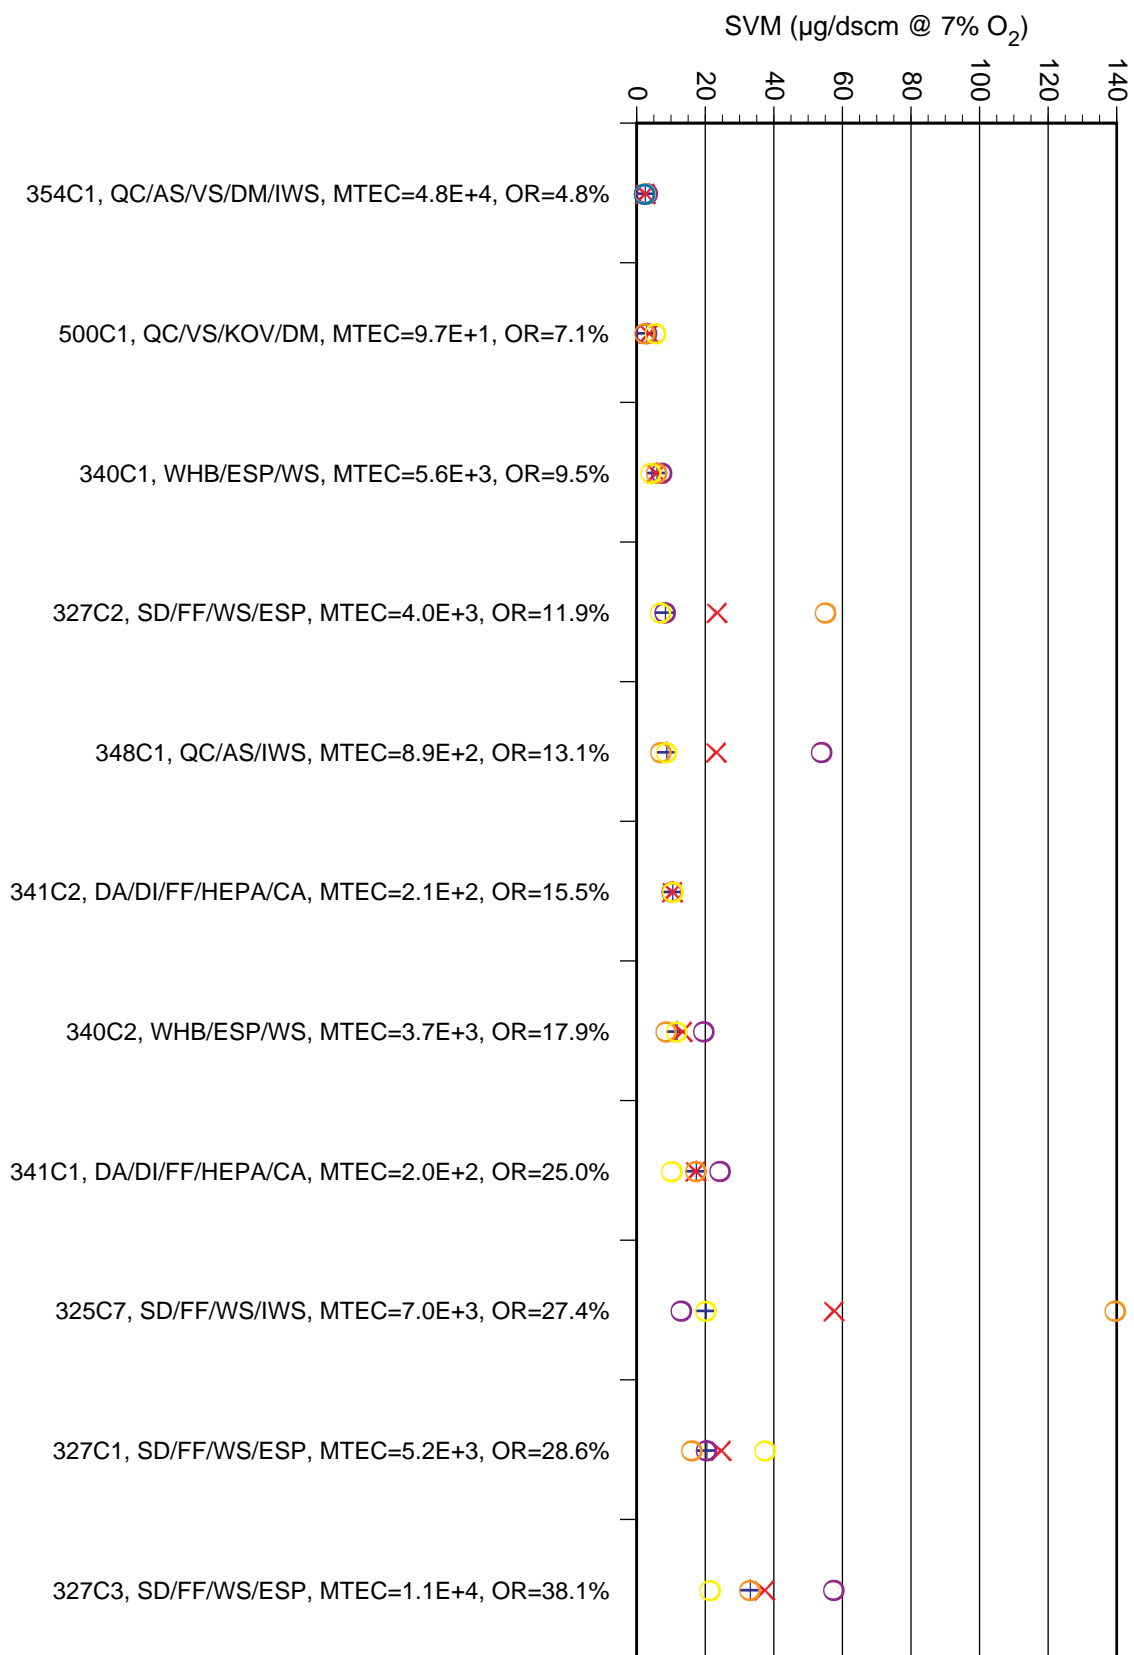 SVM (µg/dscm @ 7% O2)
0 20 40 60 80 100 120 140
354C1, QC/AS/VS/DM/IWS, MTEC=4.8E+4, OR=4.8%
500C1, QC/VS/KOV/DM, MTEC=9.7E+1, OR=7.1%
340C1, WHB/ESP/WS, MTEC=5.6E+3, OR=9.5%
327C2, SD/FF/WS/ESP, MTEC=4.0E+3, OR=11.9%
348C1, QC/AS/IWS, MTEC=8.9E+2, OR=13.1%
341C2, DA/DI/FF/HEPA/CA, MTEC=2.1E+2, OR=15.5%
340C2, WHB/ESP/WS, MTEC=3.7E+3, OR=17.9%
341C1, DA/DI/FF/HEPA/CA, MTEC=2.0E+2, OR=25.0%
325C7, SD/FF/WS/IWS, MTEC=7.0E+3, OR=27.4%
327C1, SD/FF/WS/ESP, MTEC=5.2E+3, OR=28.6%
327C3, SD/FF/WS/ESP, MTEC=1.1E+4, OR=38.1%